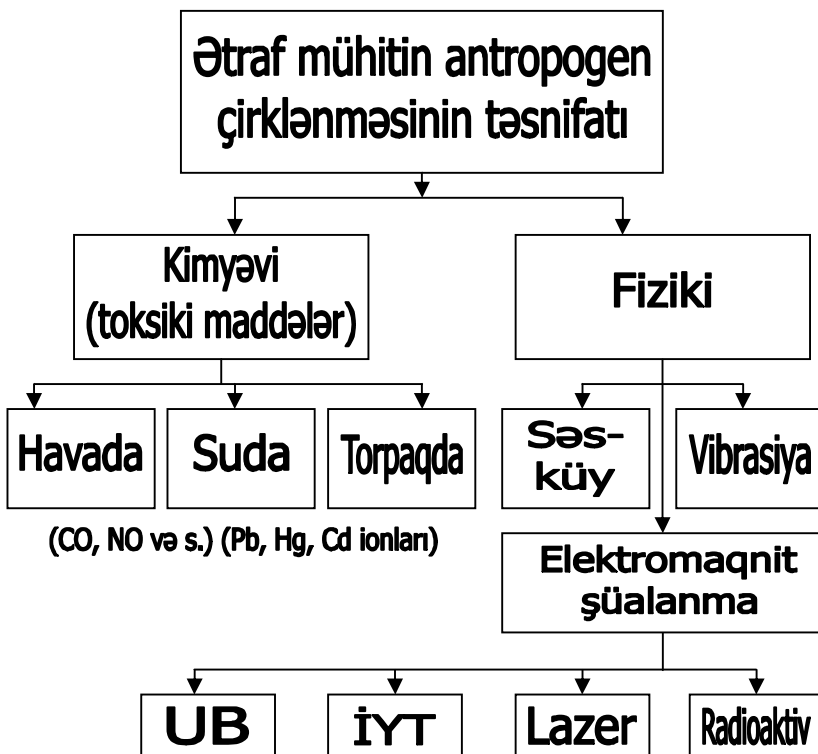 Ətraf mühitin antropogen
çirklənməsinin təsnifatı
Kimyəvi
(toksiki maddələr)
Fiziki
Havada
Suda
Torpaqda
Səs-
küy
Vibrasiya
(CO, NO və s.) (Pb, Hg, Cd ionları)
Elektromaqnit
şüalanma
UB
İYT
Lazer
Radioaktiv